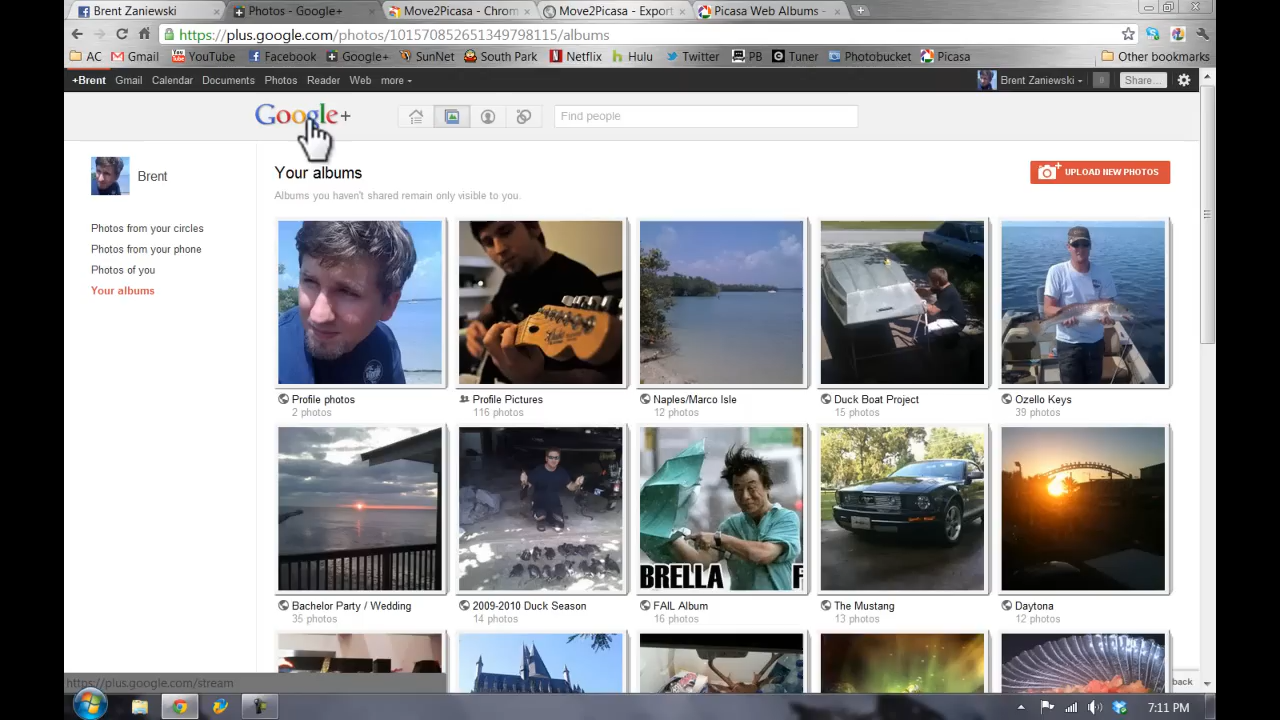 Brent Zaniewski
Photos - Google+
Move2Picasa - Chrom
Move2Picasa - Export
Picasa Web Albums -
https://plus.google.com/photos/101570852651349798115/albums
AC Gmail YouTube Facebook Google+ SunNet South Park Netflix Hulu Twitter PB Tuner Photobucket Picasa Other bookmarks
+Brent Gmail Calendar Documents Photos Reader Web more Brent Zaniewski Share...
Google+ Find people
Brent
Your albums
UPLOAD NEW PHOTOS
Albums you haven't shared remain only visible to you.
Photos from your circles
Photos from your phone
Photos of you
Your albums
Profile photos
2 photos
Profile Pictures
116 photos
Naples/Marco Isle
12 photos
Duck Boat Project
15 photos
Ozello Keys
39 photos
BRELLA F
Bachelor Party / Wedding
35 photos
2009-2010 Duck Season
14 photos
FAIL Album
16 photos
The Mustang
13 photos
Daytona
12 photos
https://plus.google.com/stream
back
7:11 PM